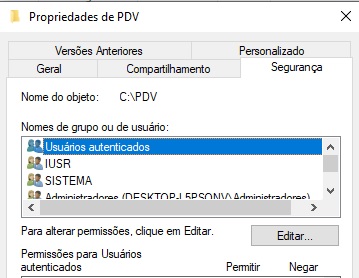 Propriedades de PDV
Versões Anteriores
Personalizado
Geral
Compartilhamento
Segurança
Nome do objeto:
C:\PDV
Nomes de grupo ou de usuário:
Usuários autenticados
IUSR
SISTEMA
Administradores (DESKTOP-L5PSONV\Administradores)
Para alterar permissões, clique em Editar.
Editar...
Permissões para Usuários
autenticados
Permitir
Negar